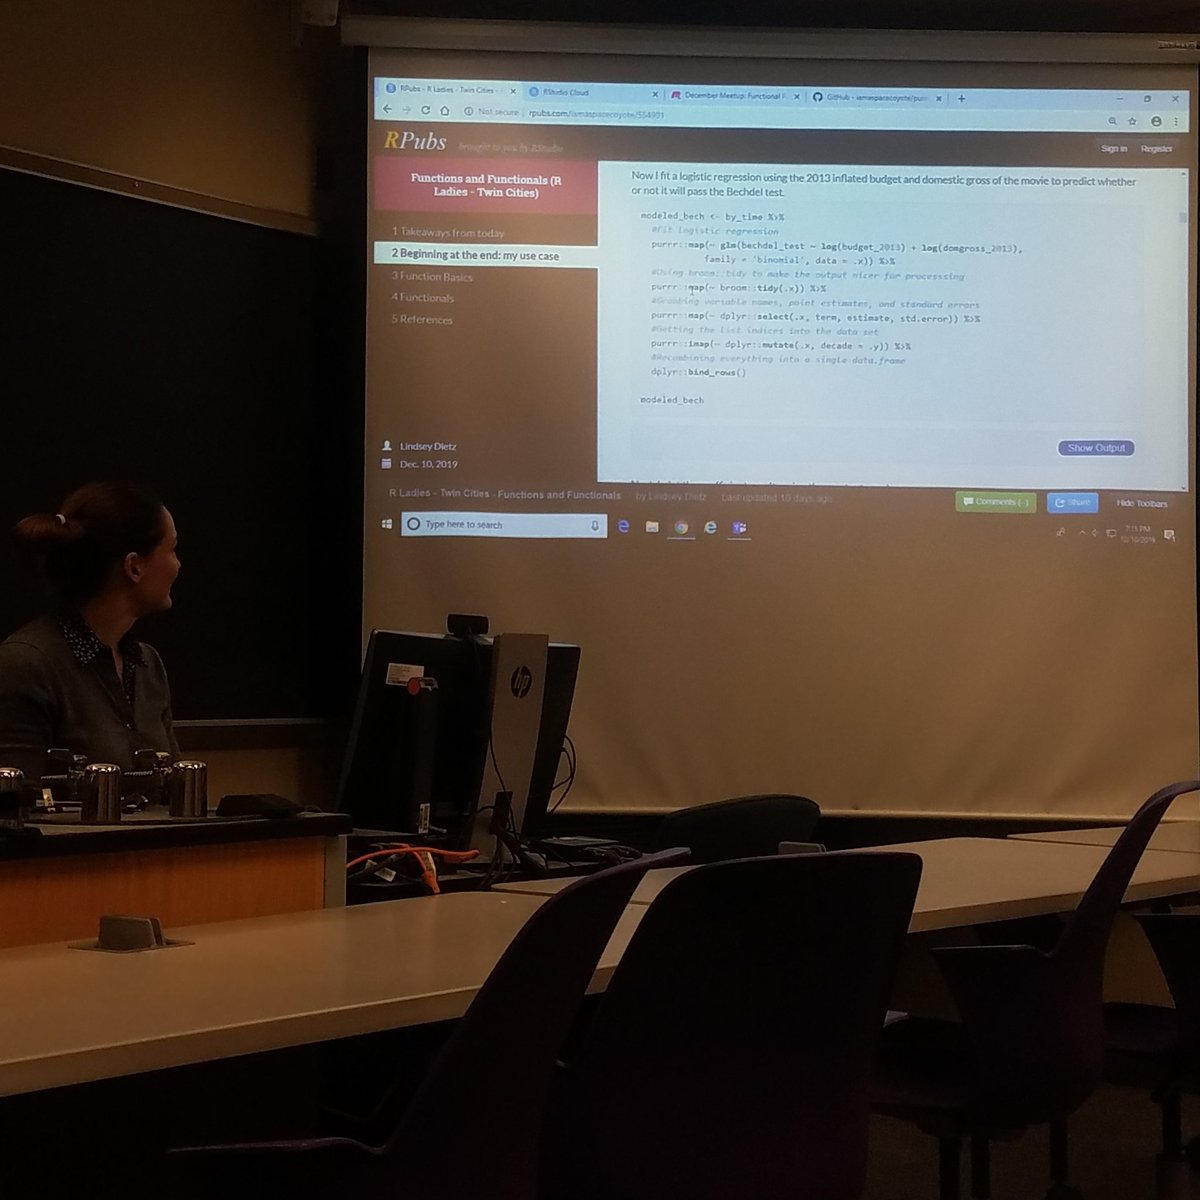 RPubs - R Ladies - Twin Cities -
RStudio Cloud
December Meetup: Functional P
GitHub - iamaspacecoyote/purr
Not secure | rpubs.com/iamaspacecoyote/554901
RPubs brought to you by RStudio
Sign in Register
Functions and Functionals (R
Ladies - Twin Cities)
1 Takeaways from today
2 Beginning at the end: my use case
3 Function Basics
4 Functionals
5 References
Lindsey Dietz
Dec. 10, 2019
Now I fit a logistic regression using the 2013 inflated budget and domestic gross of the movie to predict whether
or not it will pass the Bechdel test.
modeled_bech <- by_time %>%
#Fit logistic regression
purrr::map(~ glm(bechdel_test ~ log(budget_2013) + log(domgross_2013),
family = 'binomial', data = .x)) %>%
#Using broom::tidy to make the output nicer for processsing
purrr::map(~ broom::tidy(.x)) %>%
#Grabbing variable names, point estimates, and standard errors
purrr::map(~ dplyr::select(.x, term, estimate, std.error)) %>%
#Getting the list indices into the data set
purrr::imap(~ dplyr::mutate(.x, decade = .y)) %>%
#Recombining everything into a single data.frame
dplyr::bind_rows()
modeled_bech
Show Output
R Ladies - Twin Cities - Functions and Functionals by Lindsey Dietz Last updated 10 days ago
Comments (-)
Share
Hide Toolbars
Type here to search
7:15 PM
12/10/2019
hp